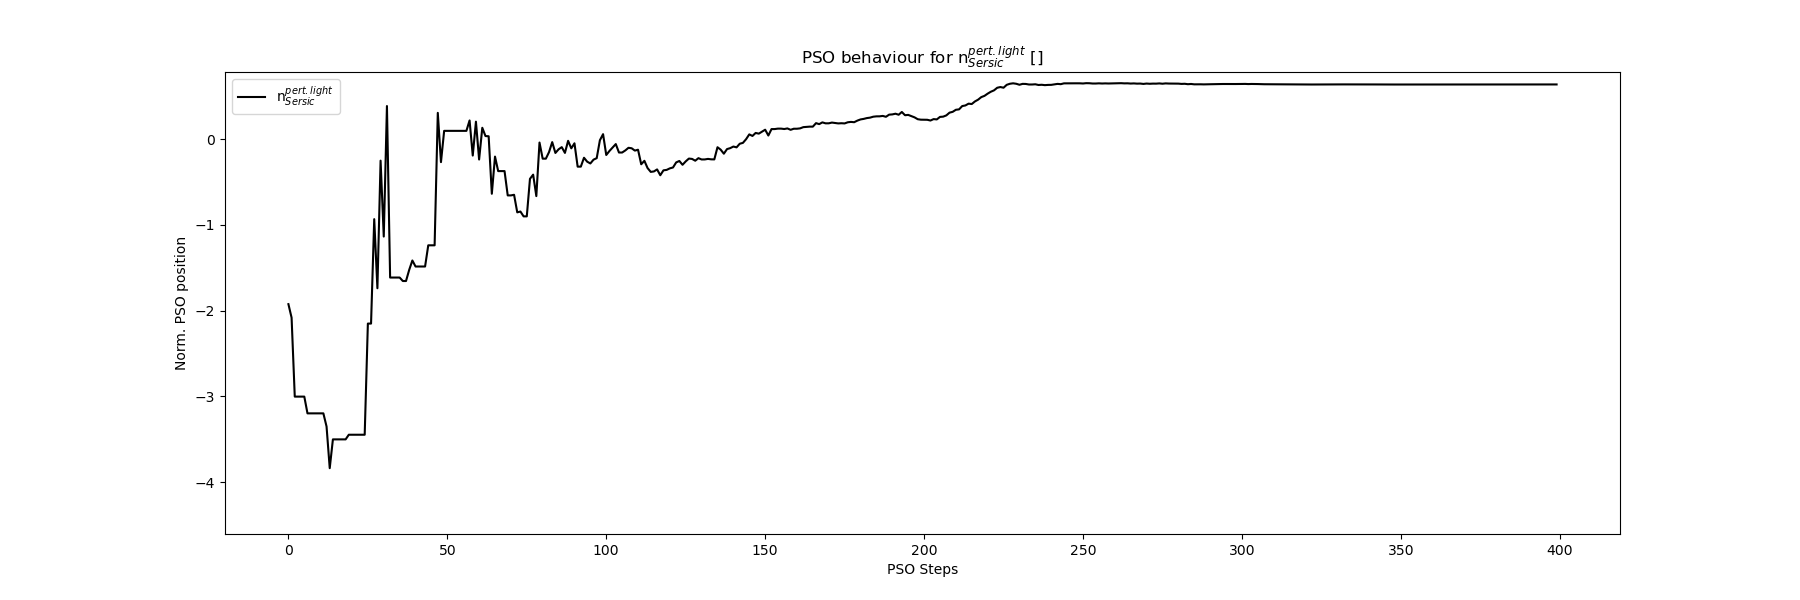 PSO behaviour for n$_{Sersic}^{pert.light}$ []
n$_{Sersic}^{pert.light}$
Norm. PSO position
0
−1
−2
−3
−4
0 50 100 150 200 250 300 350 400
PSO Steps